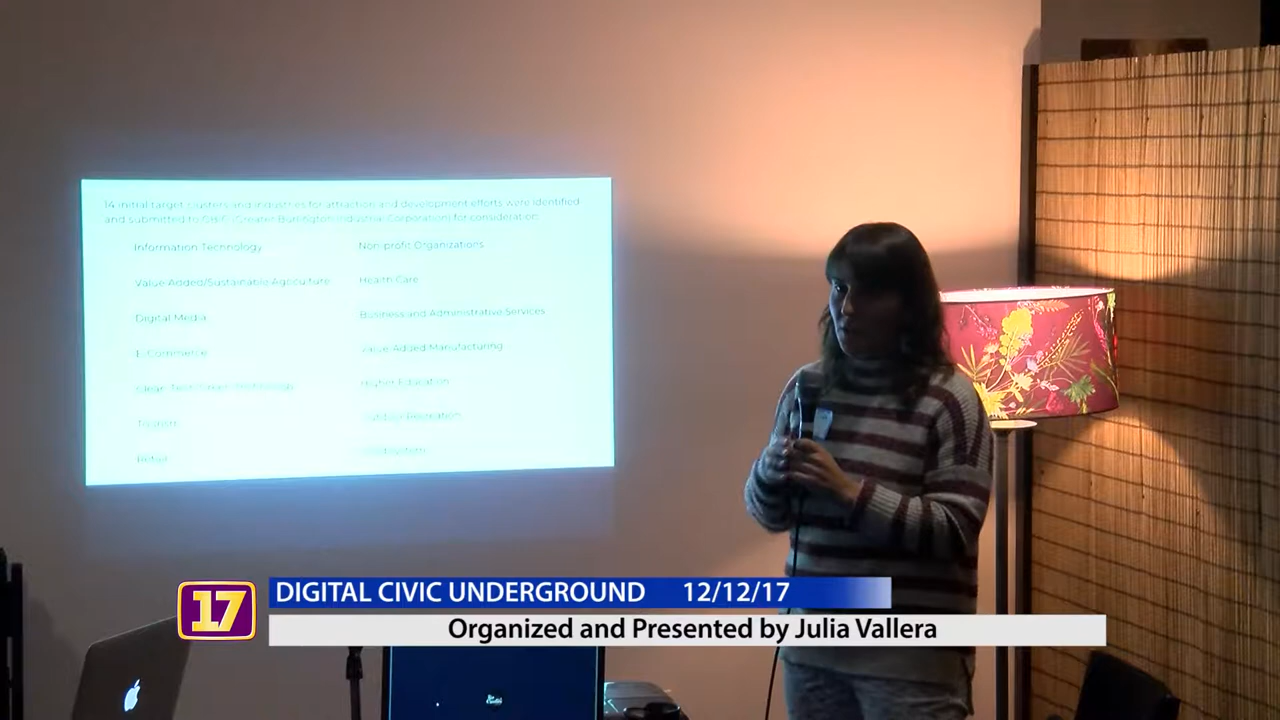 14 initial target clusters and industries for attraction and development efforts were identified
and submitted to GBIC (Greater Burlington Industrial Corporation) for consideration:
Information Technology
Non-profit Organizations
Value Added/Sustainable Agriculture
Health Care
Digital Media
Business and Administrative Services
E-Commerce
Value Added Manufacturing
Higher Education
Tourism
Outdoor Recreation
Retail
17
DIGITAL CIVIC UNDERGROUND 12/12/17
Organized and Presented by Julia Vallera